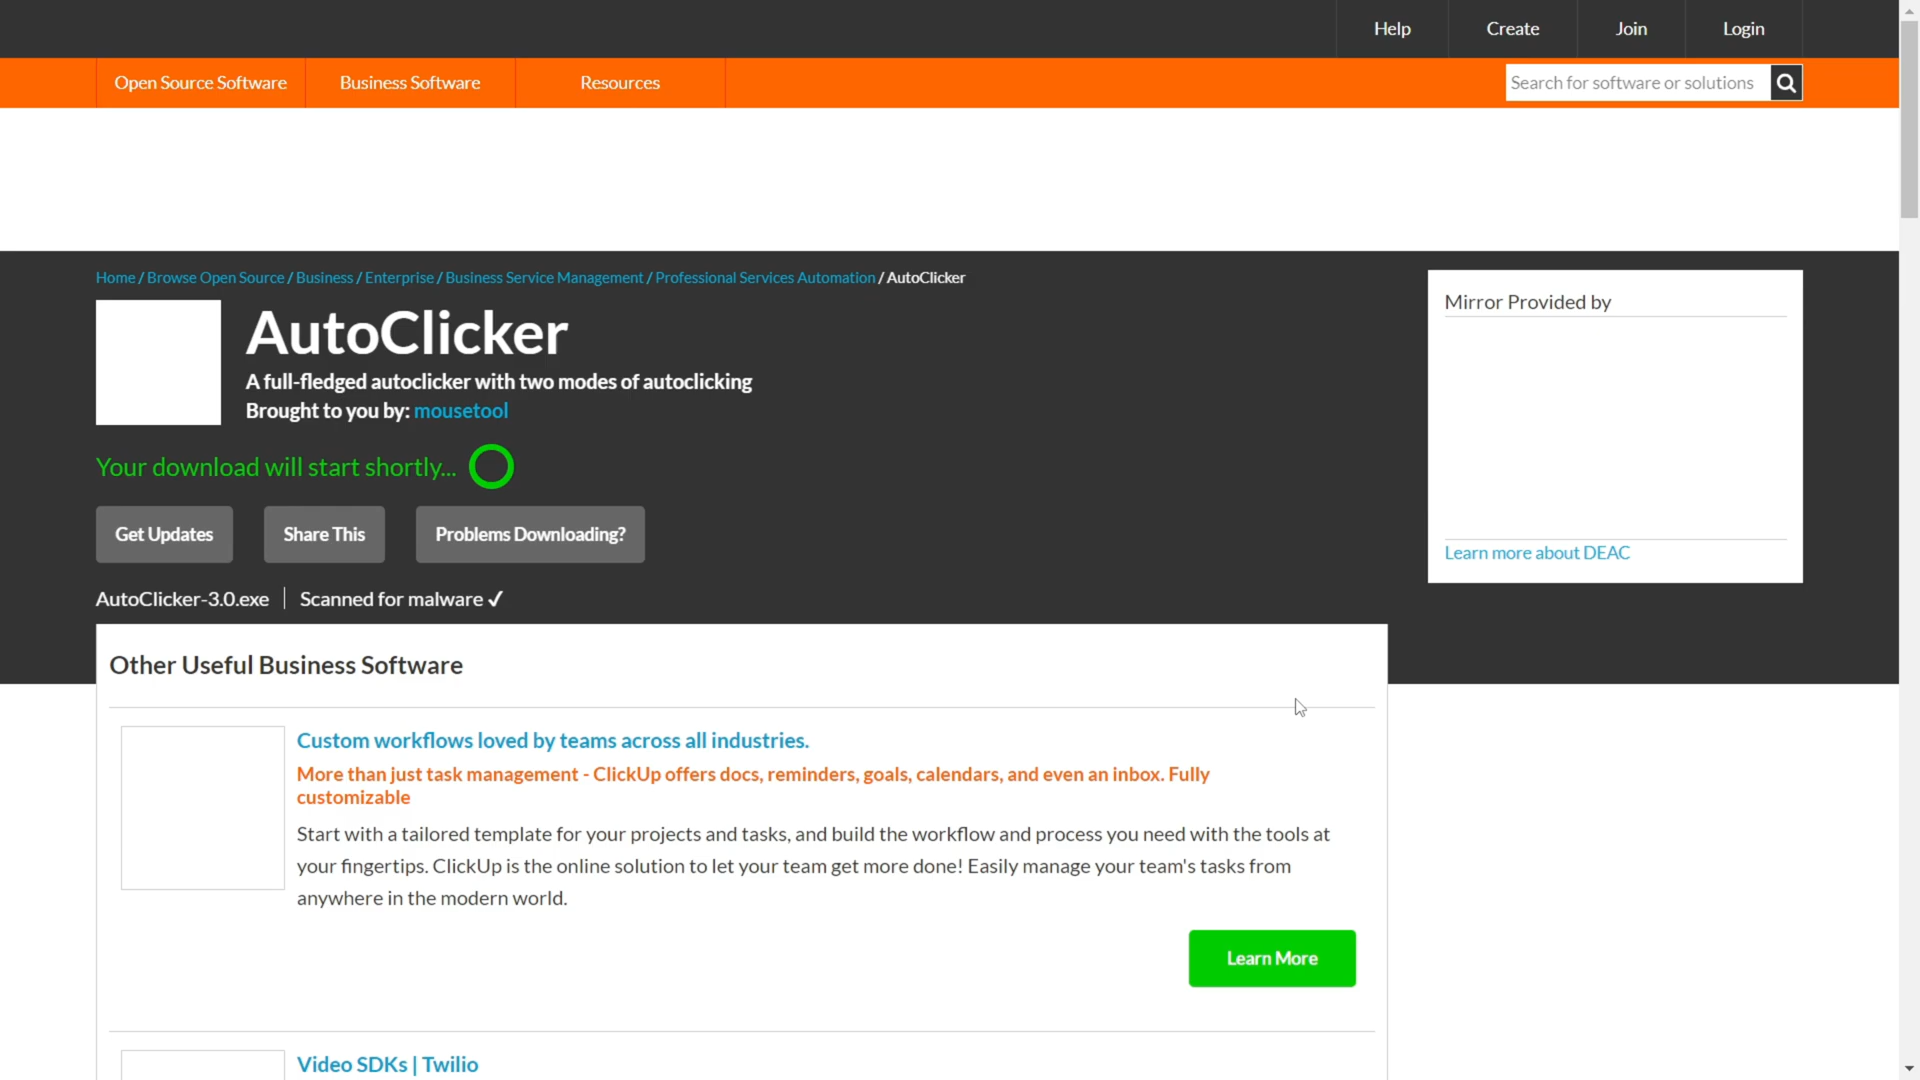 Help Create Join Login
Open Source Software Business Software Resources Search for software or solutions
Home / Browse Open Source / Business / Enterprise / Business Service Management / Professional Services Automation / AutoClicker
Mirror Provided by
AutoClicker
A full-fledged autoclicker with two modes of autoclicking
Brought to you by: mousetool
Your download will start shortly...
Get Updates Share This Problems Downloading?
Learn more about DEAC
AutoClicker-3.0.exe Scanned for malware ✓
Other Useful Business Software
Custom workflows loved by teams across all industries.
More than just task management - ClickUp offers docs, reminders, goals, calendars, and even an inbox. Fully
customizable
Start with a tailored template for your projects and tasks, and build the workflow and process you need with the tools at
your fingertips. ClickUp is the online solution to let your team get more done! Easily manage your team's tasks from
anywhere in the modern world.
Learn More
Video SDKs | Twilio